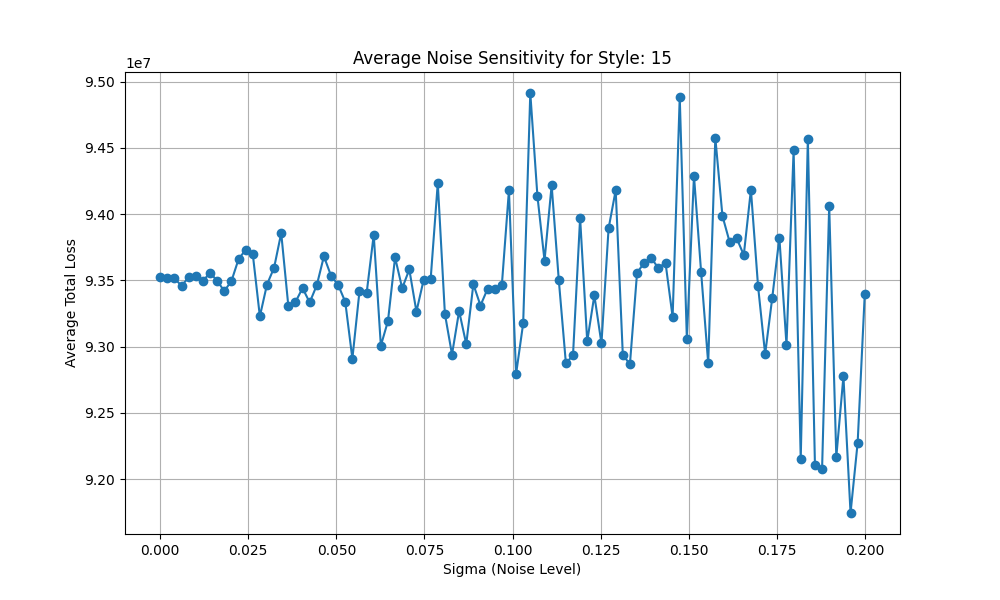 Average Noise Sensitivity for Style: 15
1e7
9.50
9.45
9.40
9.35
9.30
9.25
9.20
Average Total Loss
0.000 0.025 0.050 0.075 0.100 0.125 0.150 0.175 0.200
Sigma (Noise Level)